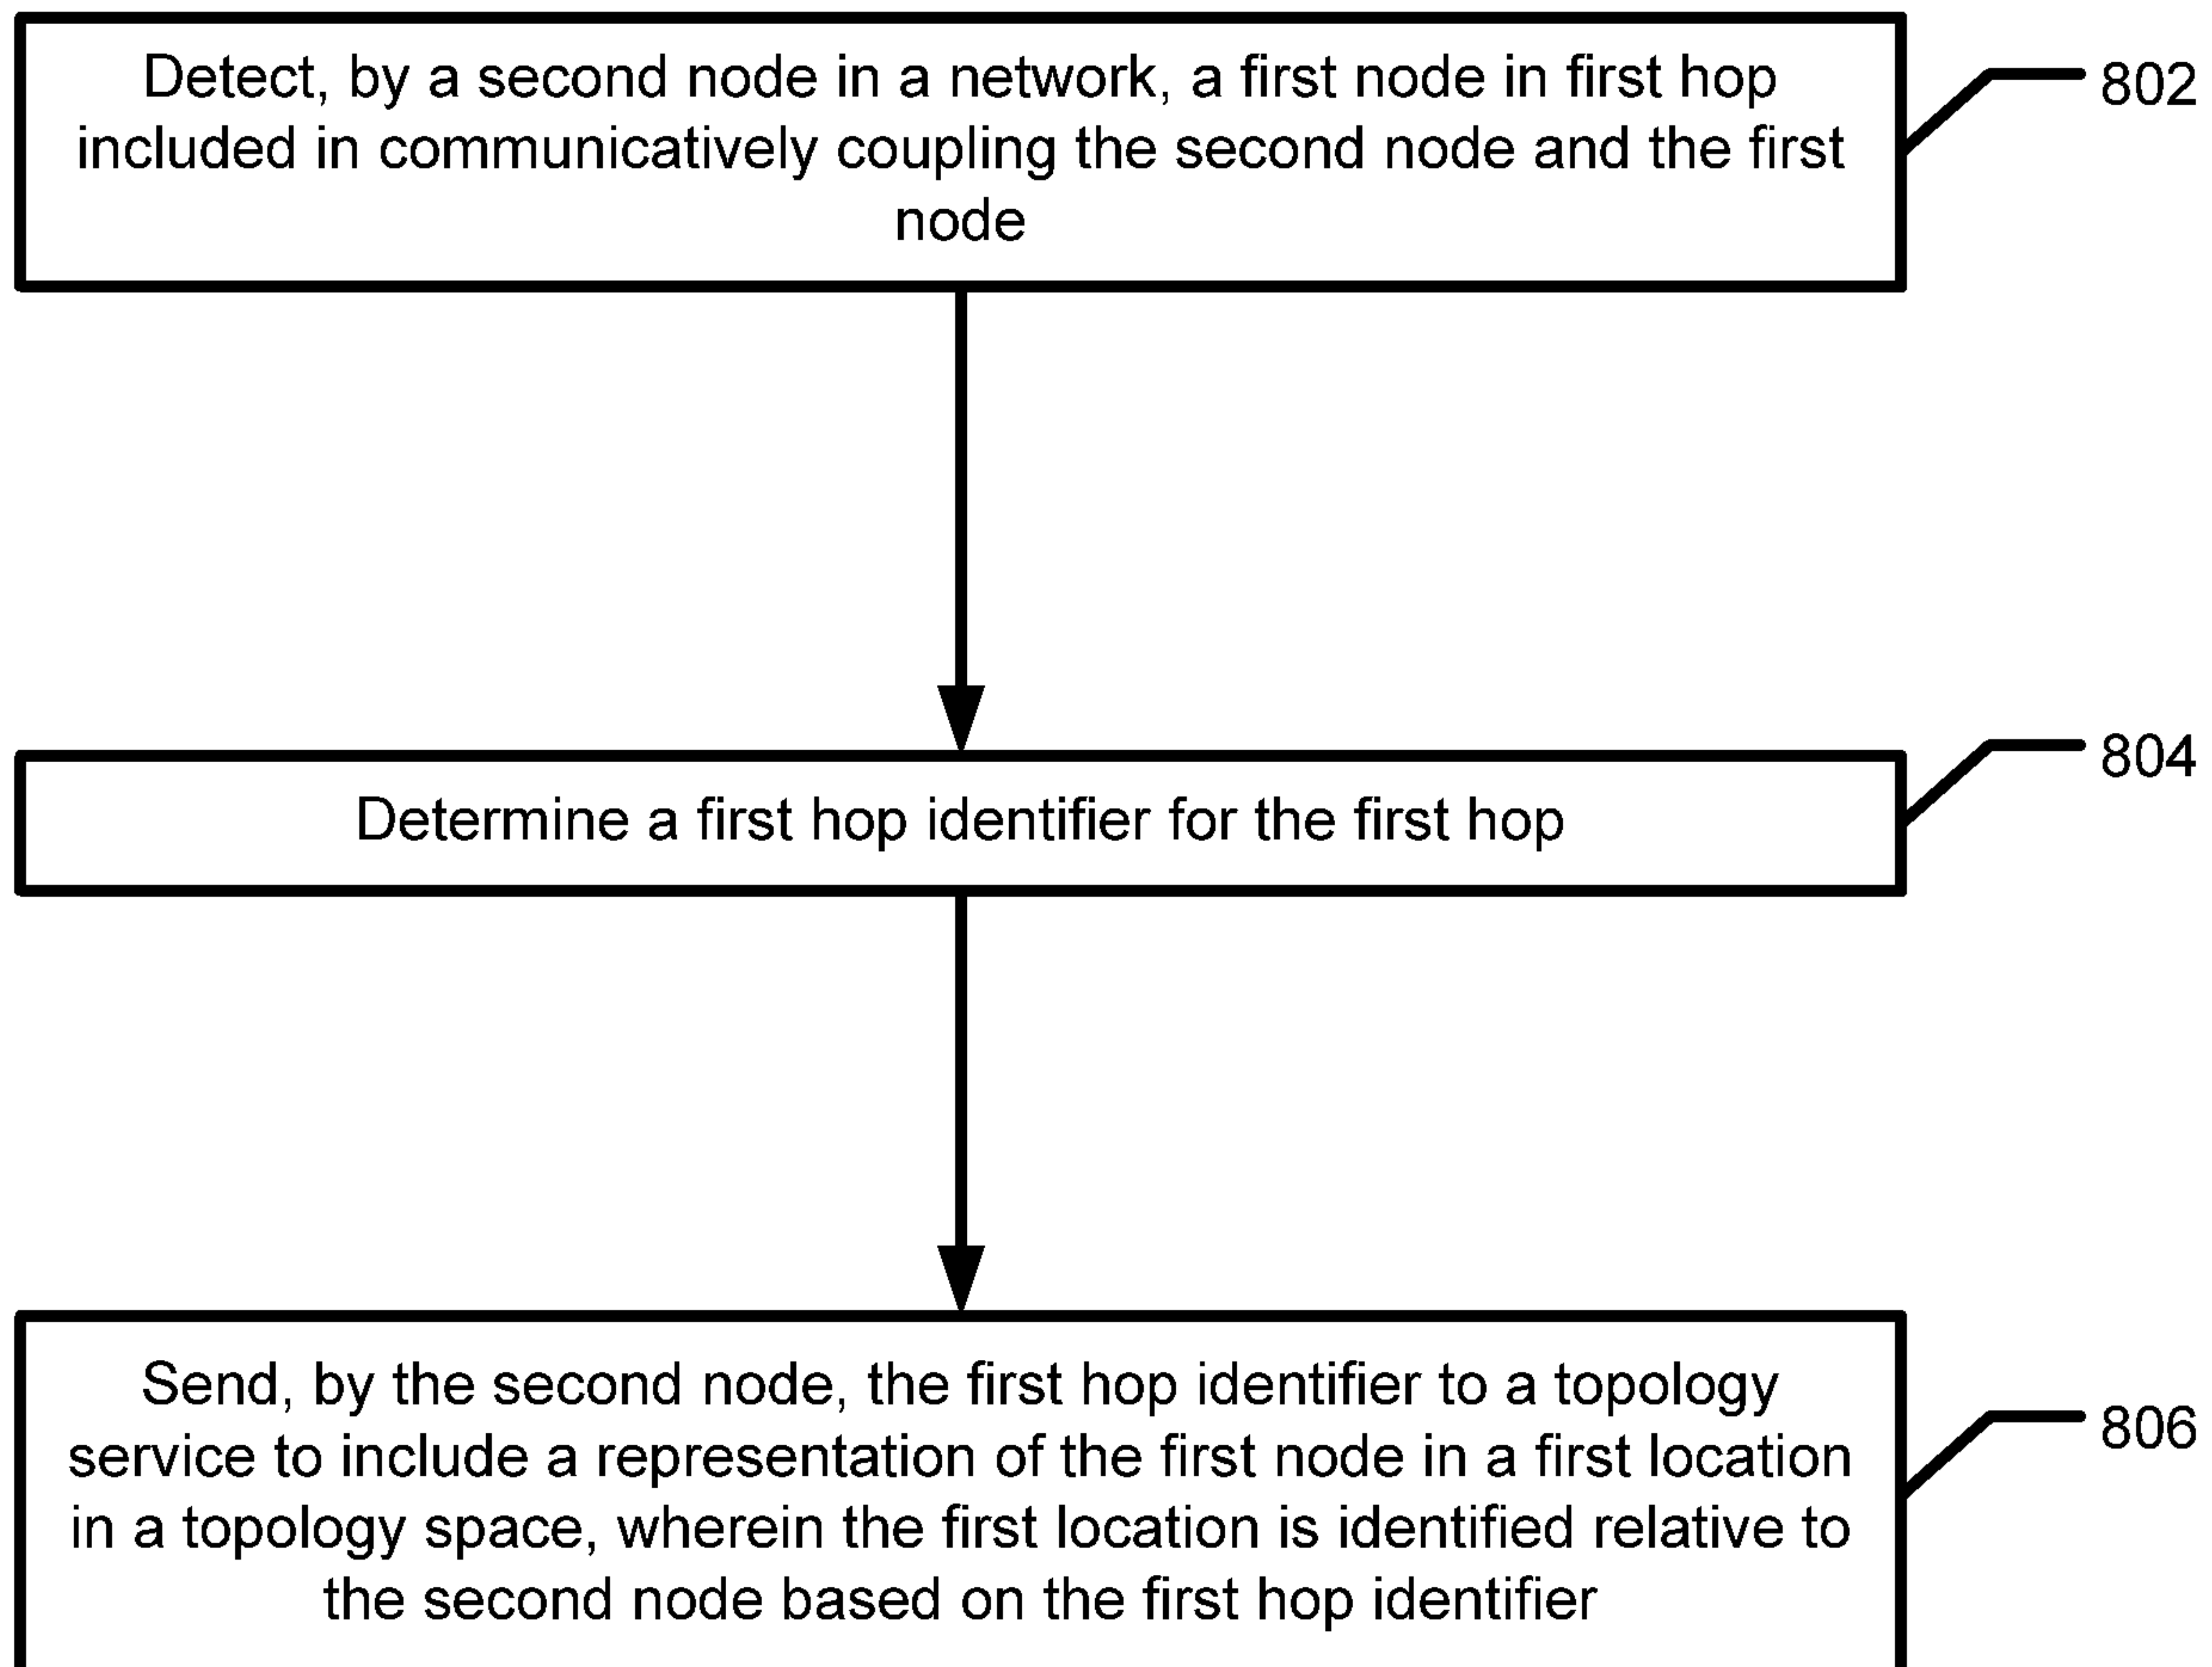 Detect, by a second node in a network, a first node in first hop
included in communicatively coupling the second node and the first
node
802
Determine a first hop identifier for the first hop
804
Send, by the second node, the first hop identifier to a topology
service to include a representation of the first node in a first location
in a topology space, wherein the first location is identified relative to
the second node based on the first hop identifier
806